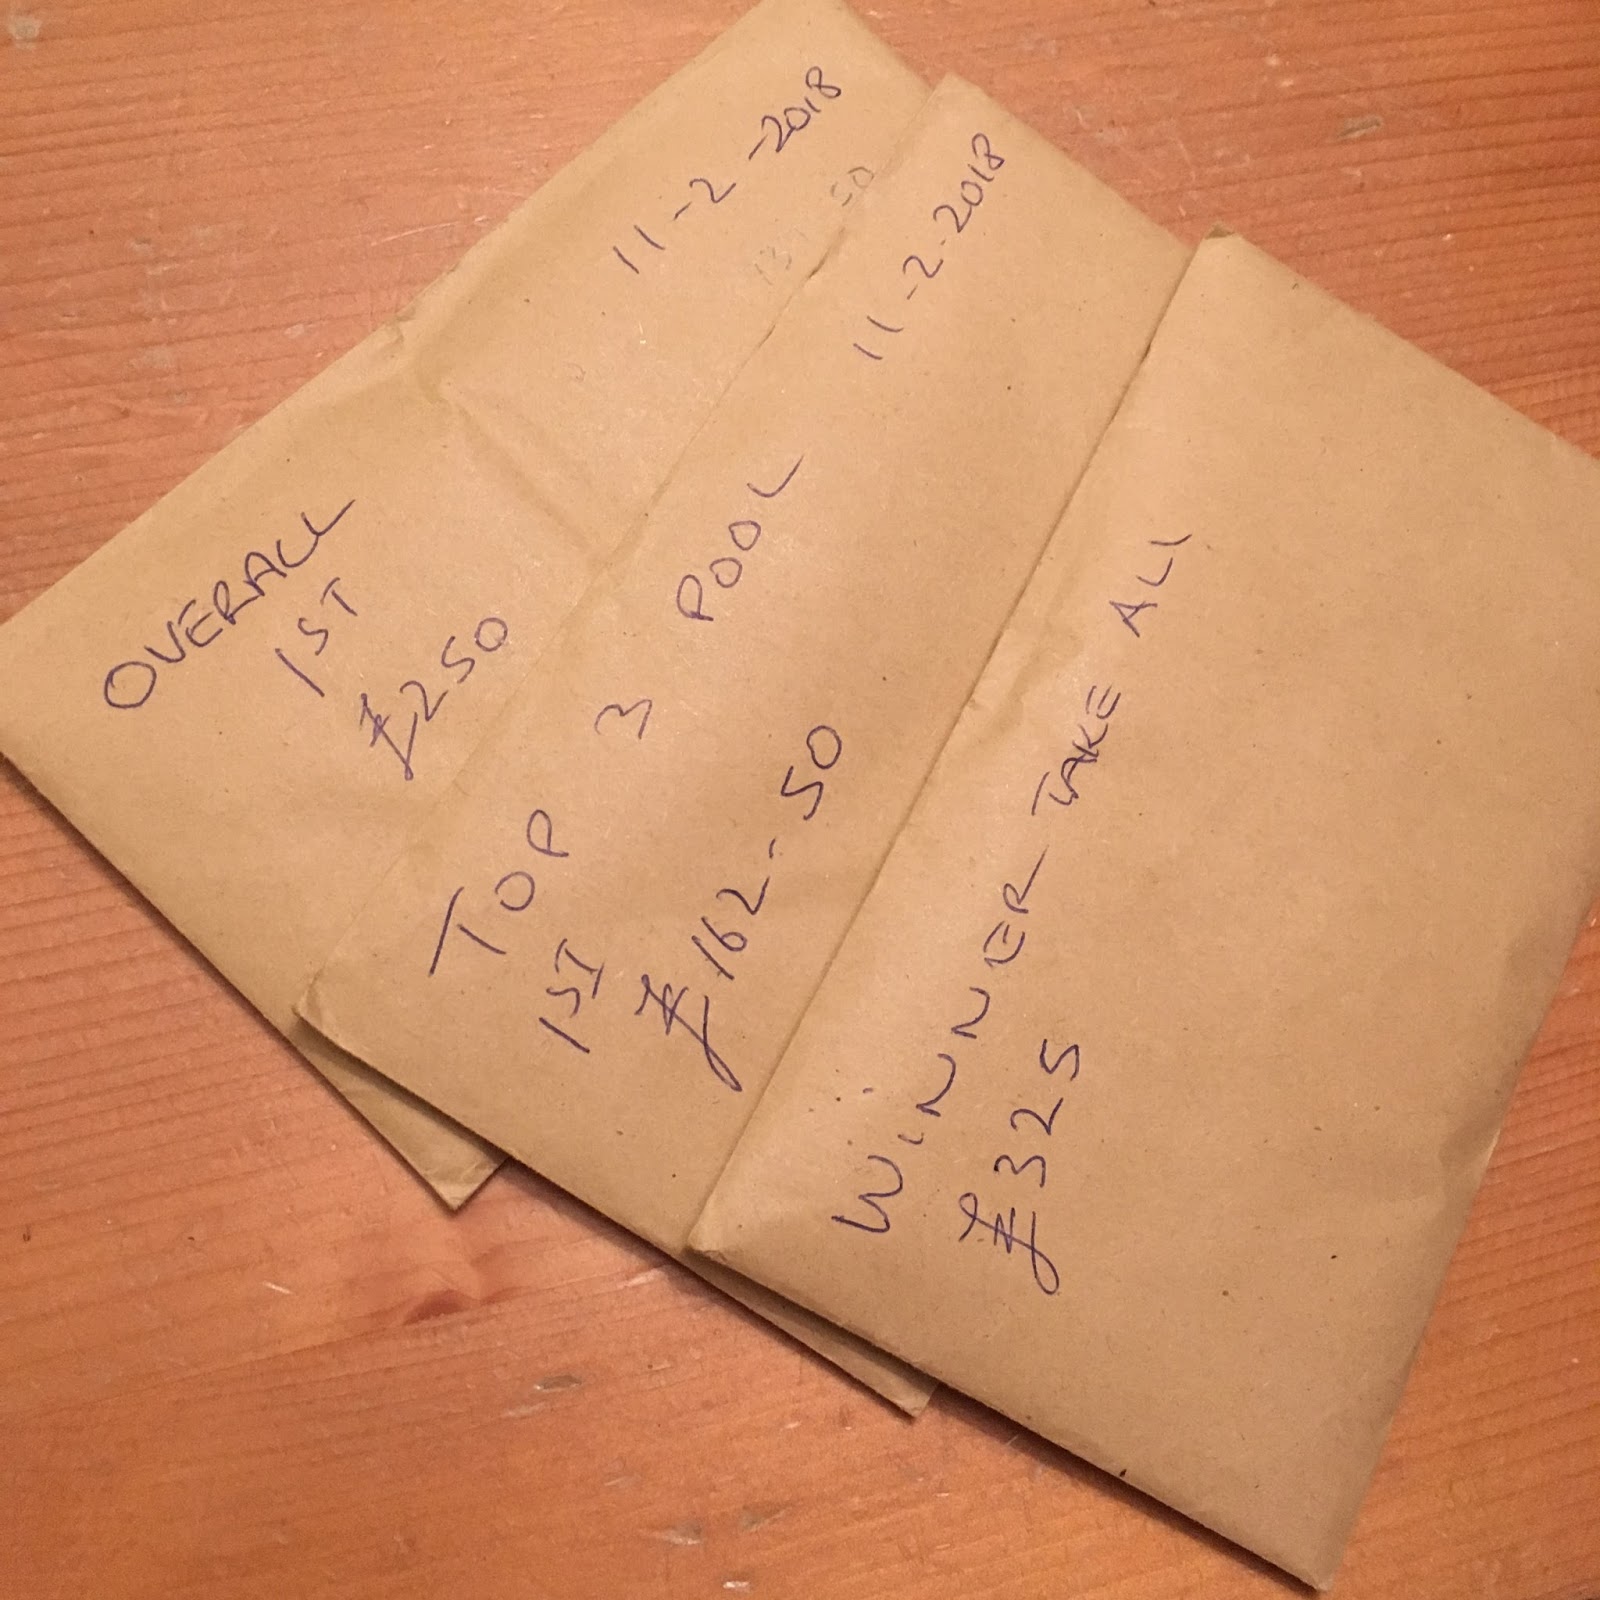 11-2-2018
OVERALL
1ST
£250
11-2-2018
TOP 3 POOL
1ST
£162-50
WINNER TAKE ALL
£325